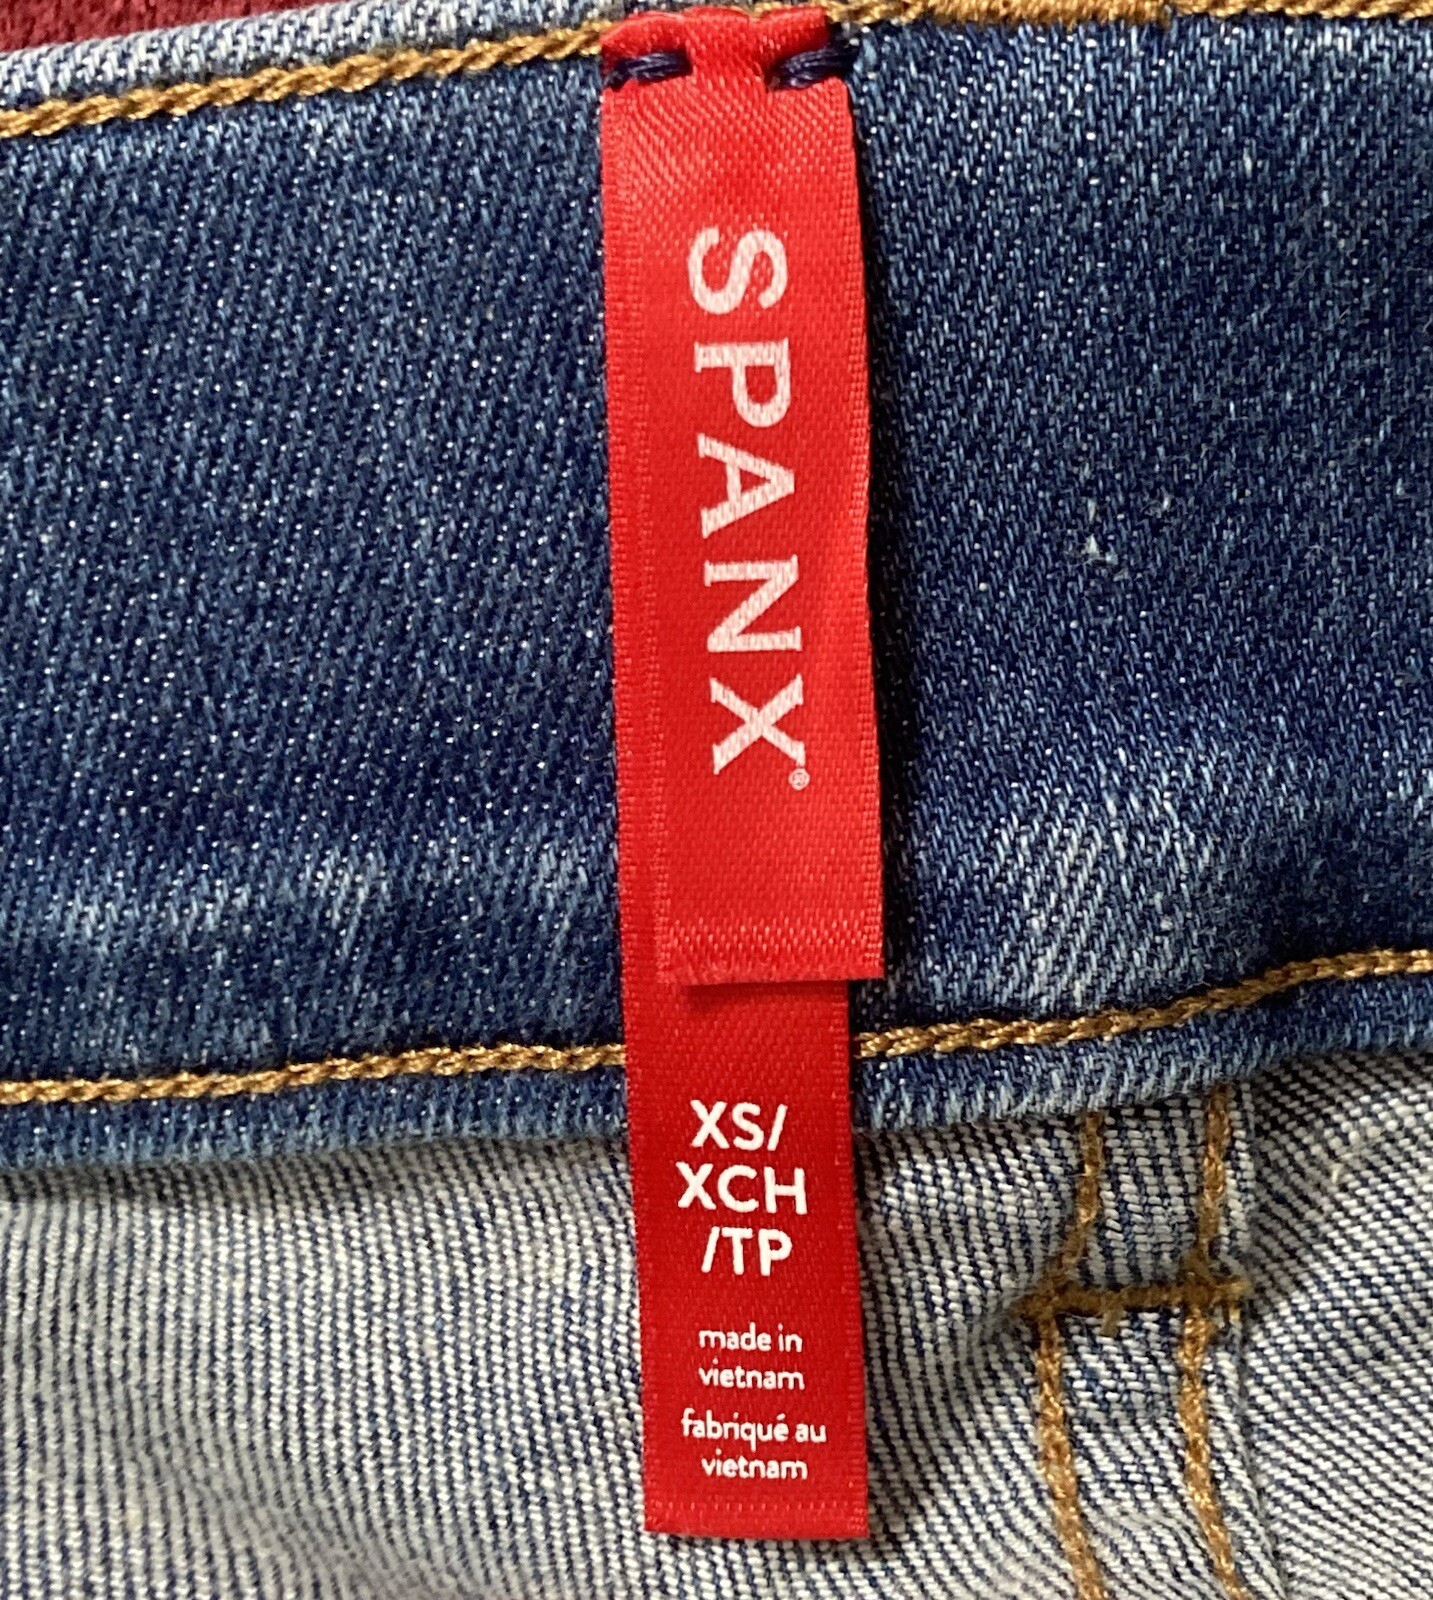 SPANX®
XS/
XCH
/TP
made in
vietnam
fabriqué au
vietnam